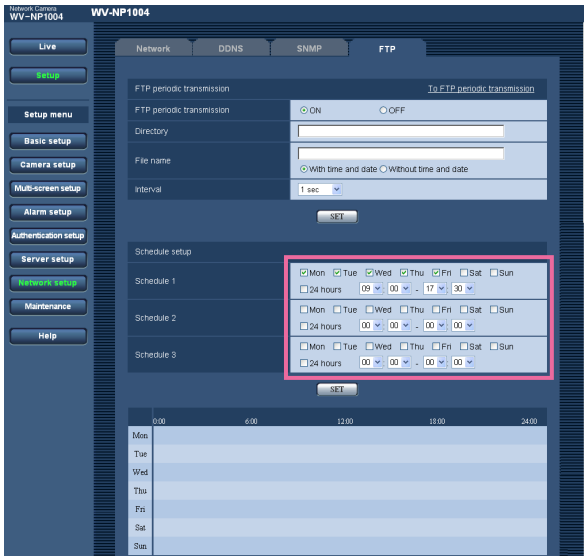 Network Camera
WV-NP1004
WV-NP1004
Live
Setup
Setup menu
Basic setup
Camera setup
Multi-screen setup
Alarm setup
Authentication setup
Server setup
Network setup
Maintenance
Help
Network DDNS SNMP FTP
FTP periodic transmission To FTP periodic transmission
FTP periodic transmission ON OFF
Directory
File name
With time and date Without time and date
Interval 1 sec
SET
Schedule setup
Schedule 1
Mon Tue Wed Thu Fri Sat Sun
24 hours 09 : 00 - 17 : 30
Schedule 2
Mon Tue Wed Thu Fri Sat Sun
24 hours 00 : 00 - 00 : 00
Schedule 3
Mon Tue Wed Thu Fri Sat Sun
24 hours 00 : 00 - 00 : 00
SET
0:00 6:00 12:00 18:00 24:00
Mon
Tue
Wed
Thu
Fri
Sat
Sun